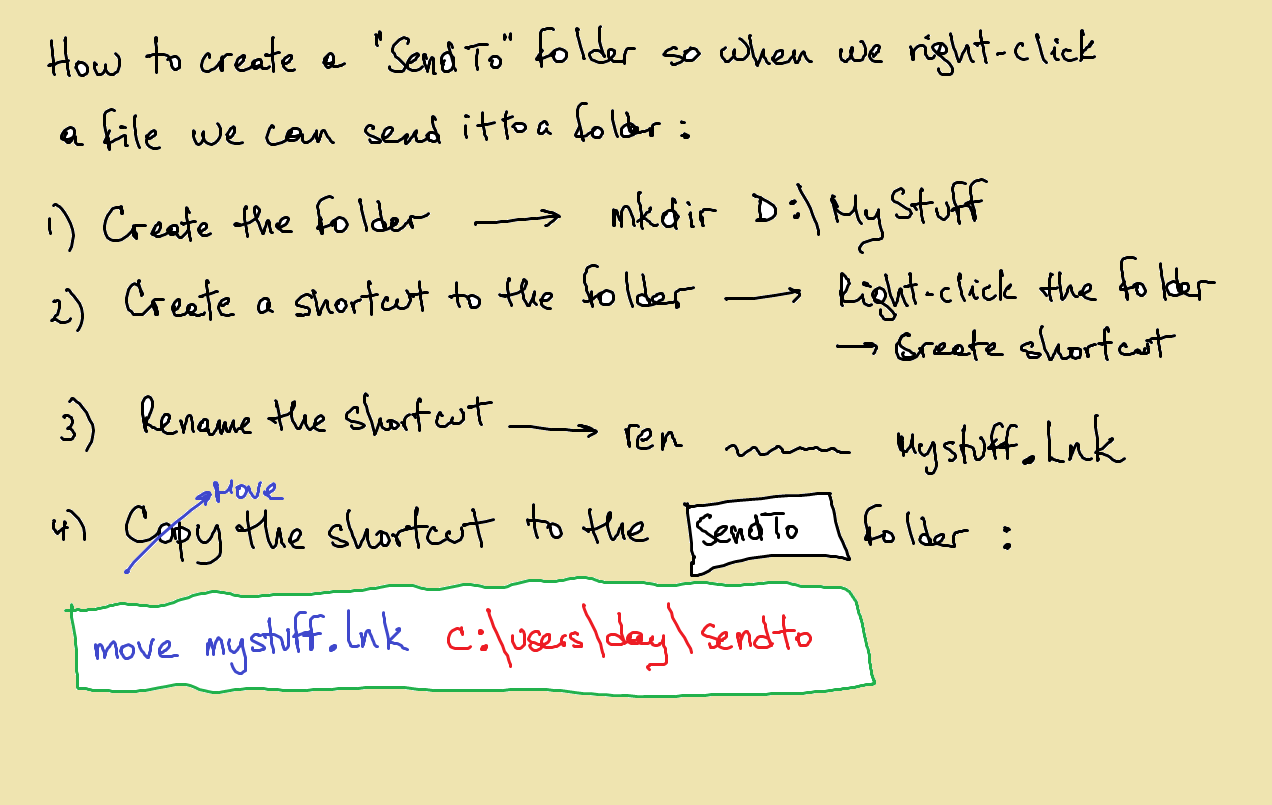 How to create a "SendTo" folder so when we right-click
a file we can send it to a folder :
1) Create the folder → mkdir D:\MyStuff
2) Create a shortcut to the folder → Right-click the folder
→ Create shortcut
3) Rename the shortcut → ren ~~~~ Mystuff.Lnk
Move
4) Copy the shortcut to the SendTo folder :
move mystuff.lnk c:\users\day\sendto